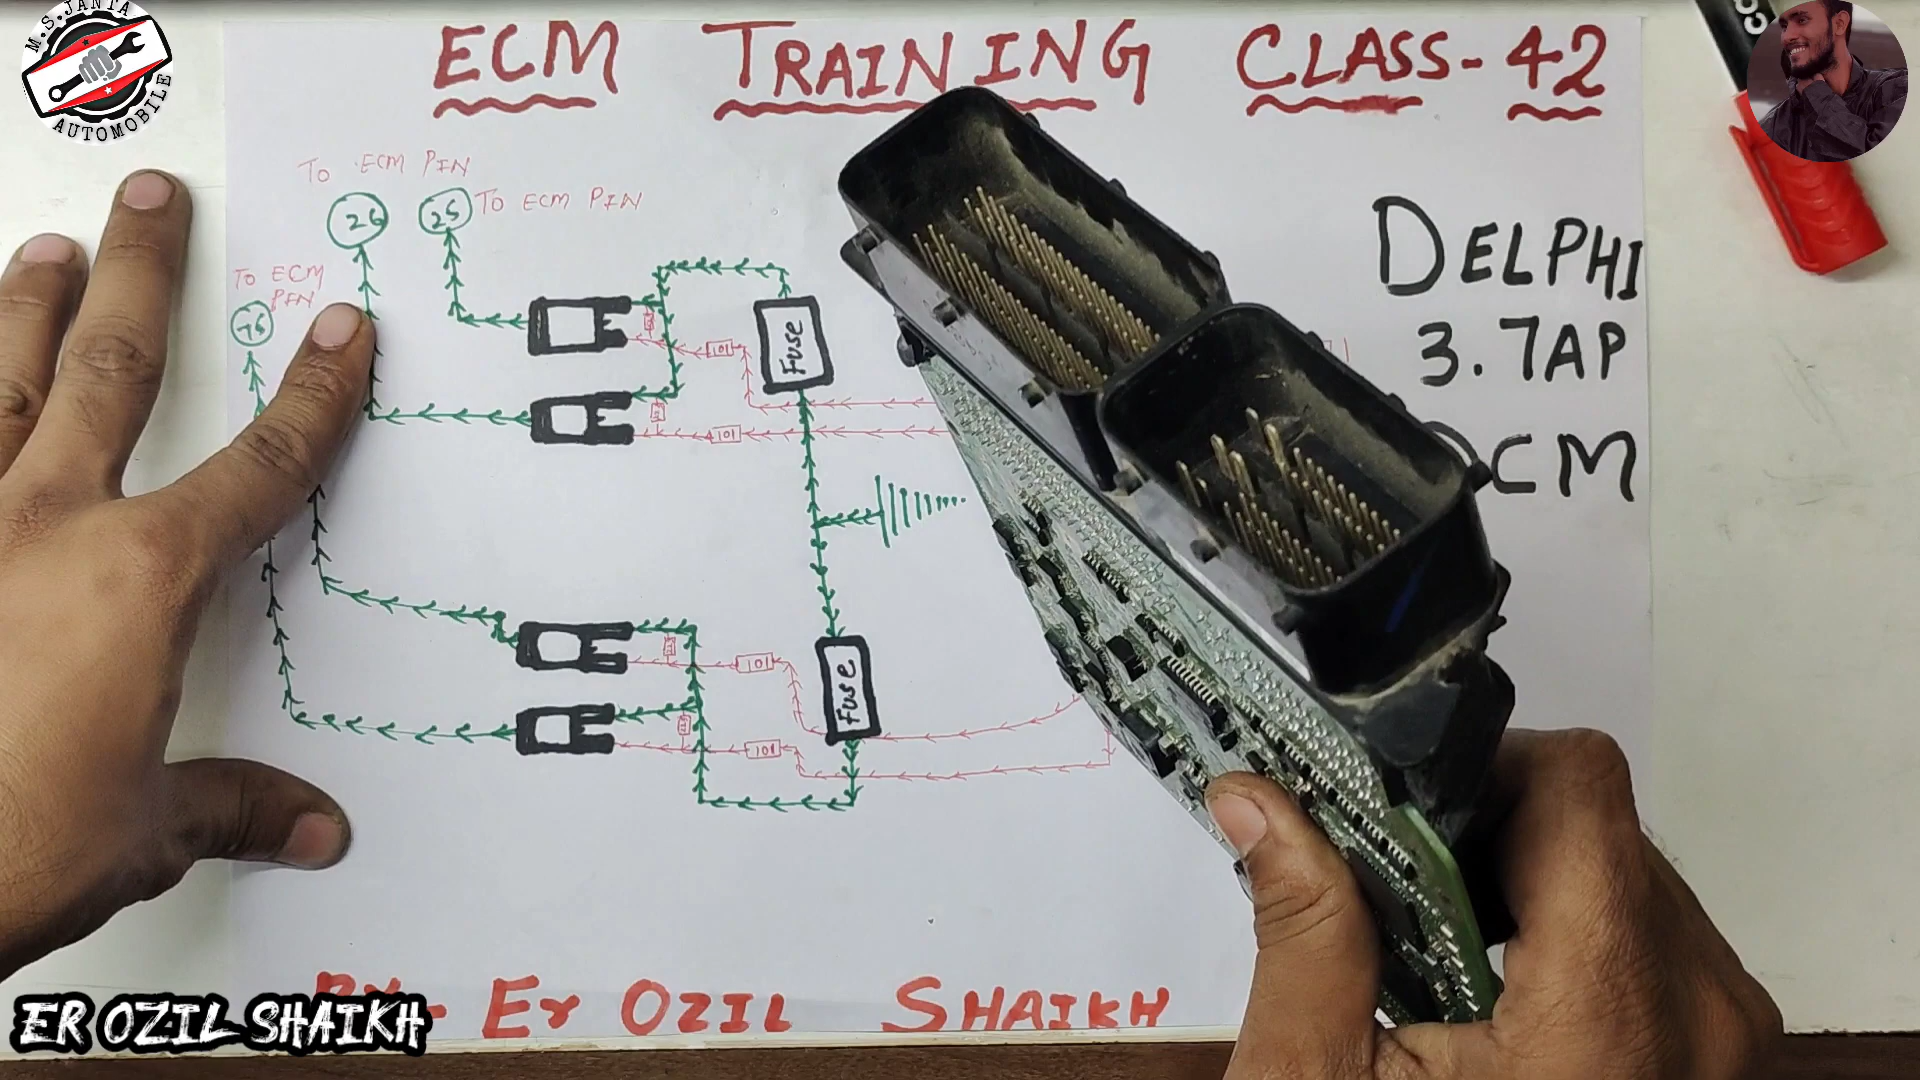 M.S.JANTA
AUTOMOBILE
ECM TRAINING CLASS-42
TO ECM PIN
26
25
TO ECM PIN
TO ECM
PIN
DELPHI
3.7AP
CM
Fuse
101
101
Fuse
101
101
BY- Er OZIL SHAIKH
ER OZIL SHAIKH